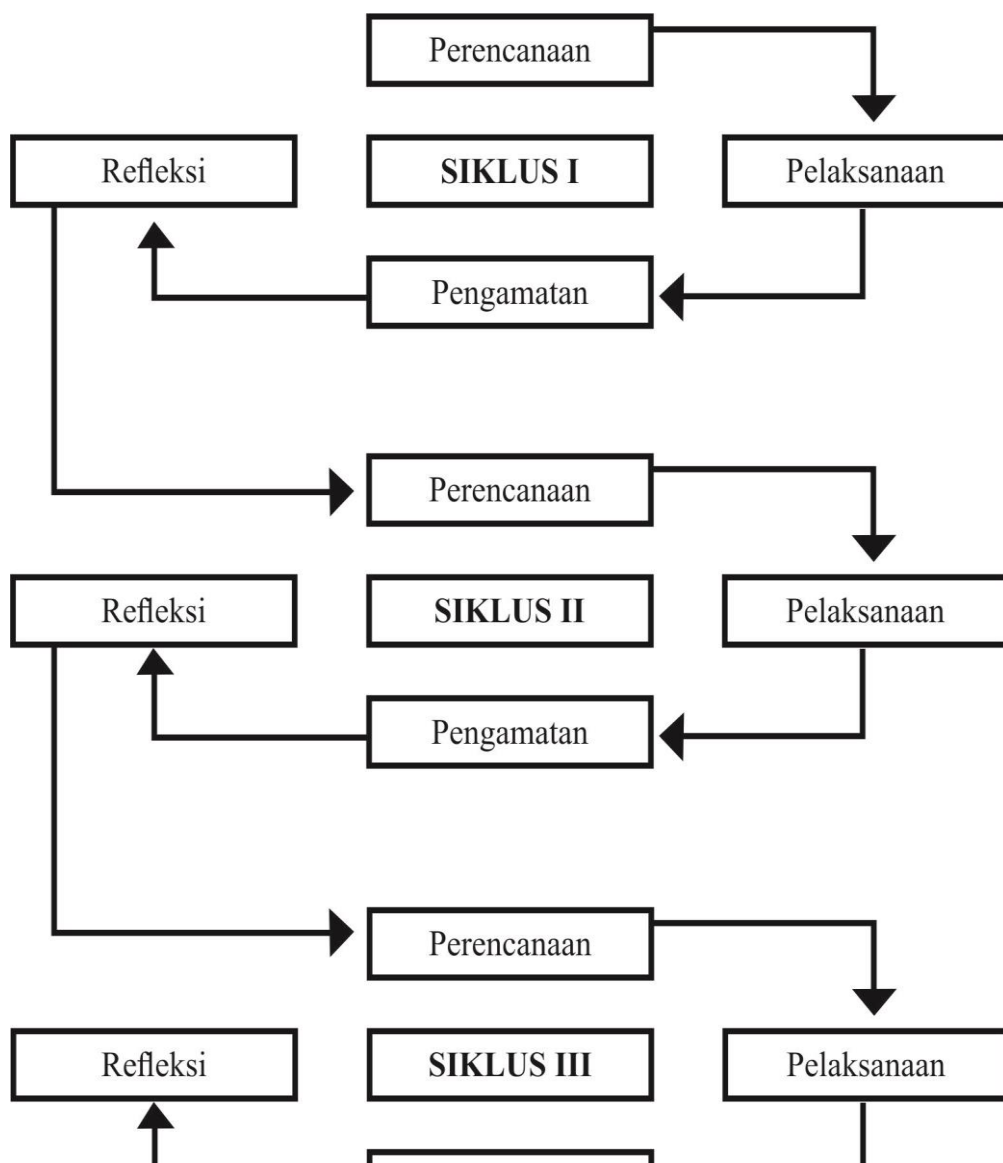 Perencanaan
Refleksi
SIKLUS I
Pelaksanaan
Pengamatan
Perencanaan
Refleksi
SIKLUS II
Pelaksanaan
Pengamatan
Perencanaan
Refleksi
SIKLUS III
Pelaksanaan